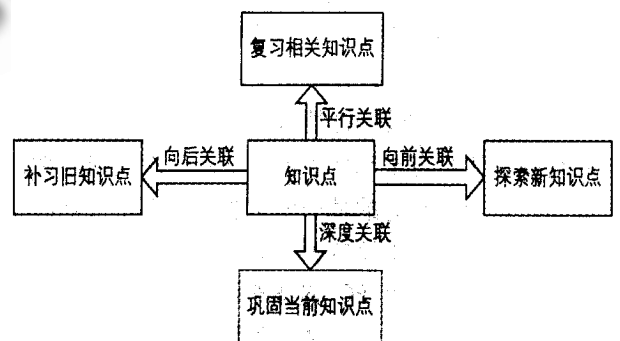 复习相关知识点
平行关联
补习旧知识点
向后关联
知识点
向前关联
探索新知识点
深度关联
巩固当前知识点